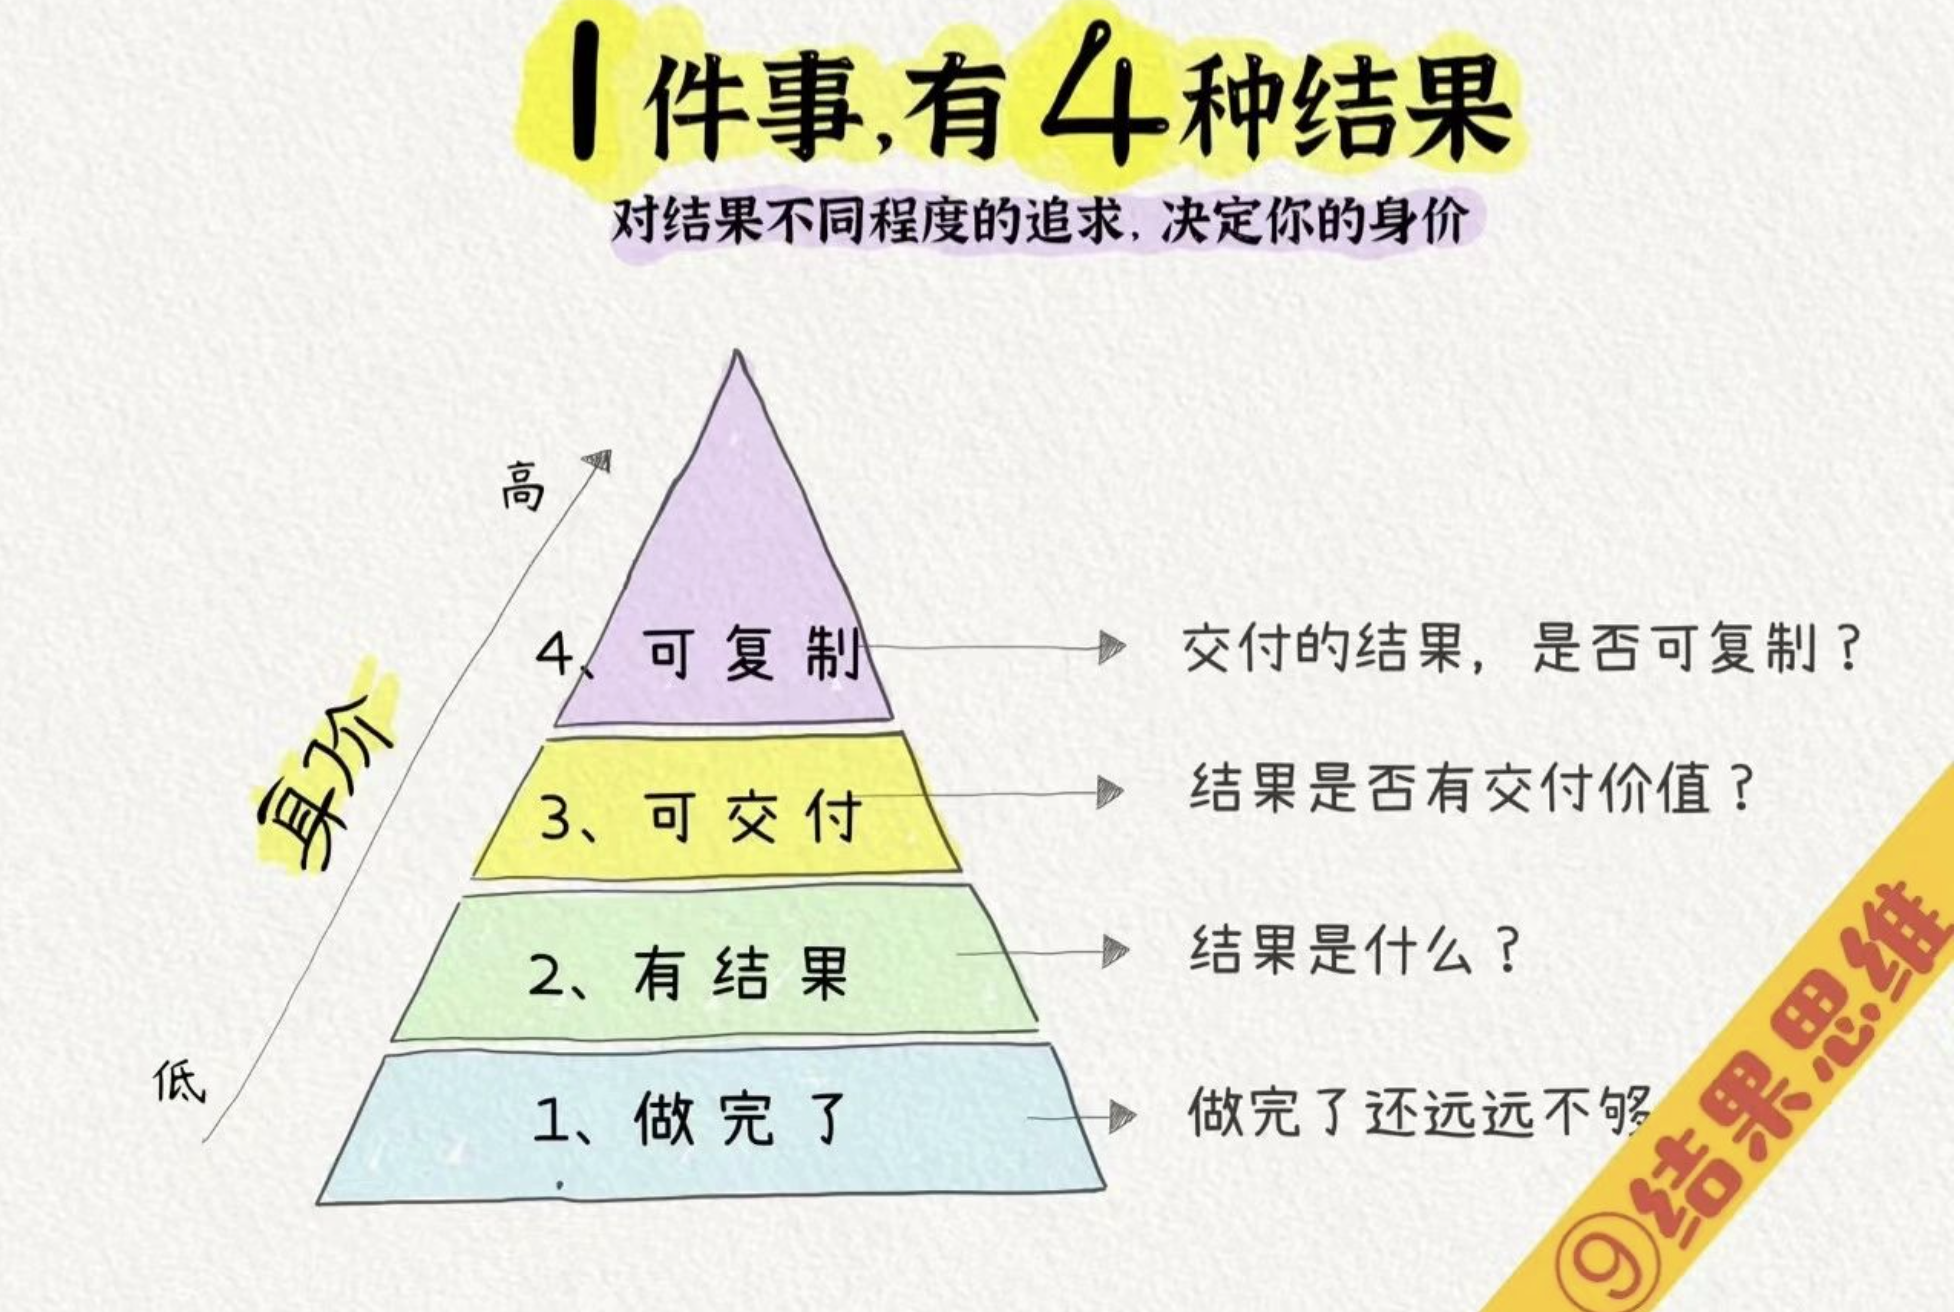 1件事,有4种结果
对结果不同程度的追求,决定你的身价
高
4、可复制
交付的结果，是否可复制？
身价
3、可交付
结果是否有交付价值？
2、有结果
结果是什么？
低
1、做完了
做完了还远远不够
⑨结果思维